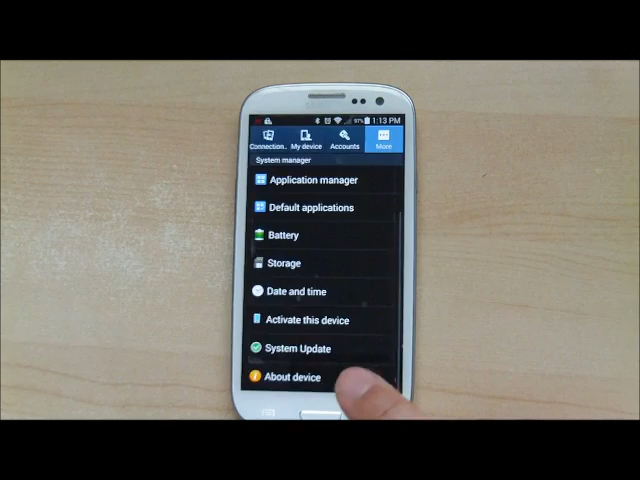 97% 1:13 PM
Connection.. My device Accounts More
System manager
Application manager
Default applications
Battery
Storage
Date and time
Activate this device
System Update
About device